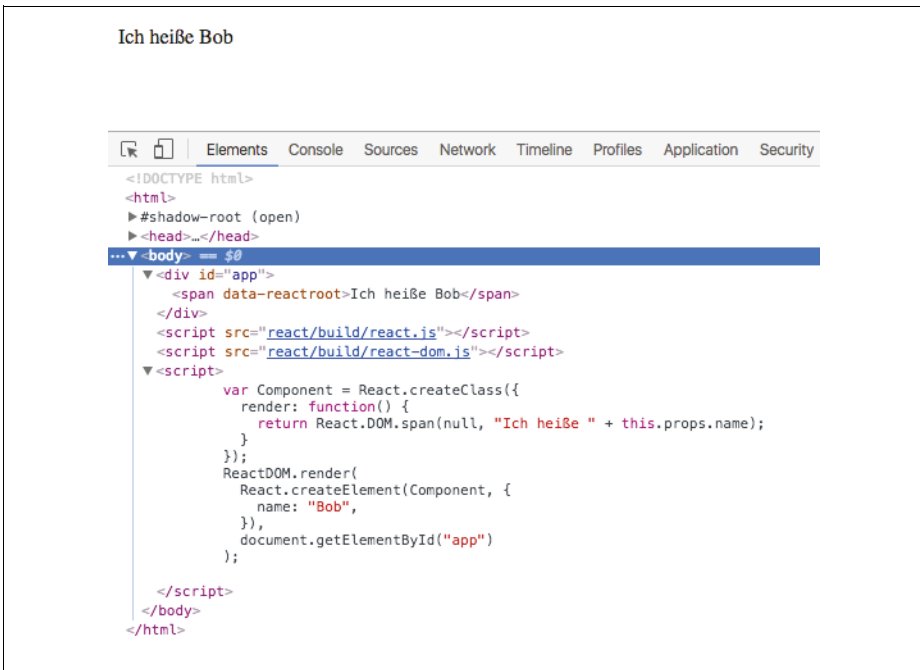 Ich heiße Bob
Elements Console Sources Network Timeline Profiles Application Security
<!DOCTYPE html>
<html>
▶#shadow-root (open)
▶<head>…</head>
…▼<body> == $0
▼<div id="app">
<span data-reactroot>Ich heiße Bob</span>
</div>
<script src="react/build/react.js"></script>
<script src="react/build/react-dom.js"></script>
▼<script>
var Component = React.createClass({
render: function() {
return React.DOM.span(null, "Ich heiße " + this.props.name);
}
});
ReactDOM.render(
React.createElement(Component, {
name: "Bob",
}),
document.getElementById("app")
);
</script>
</body>
</html>